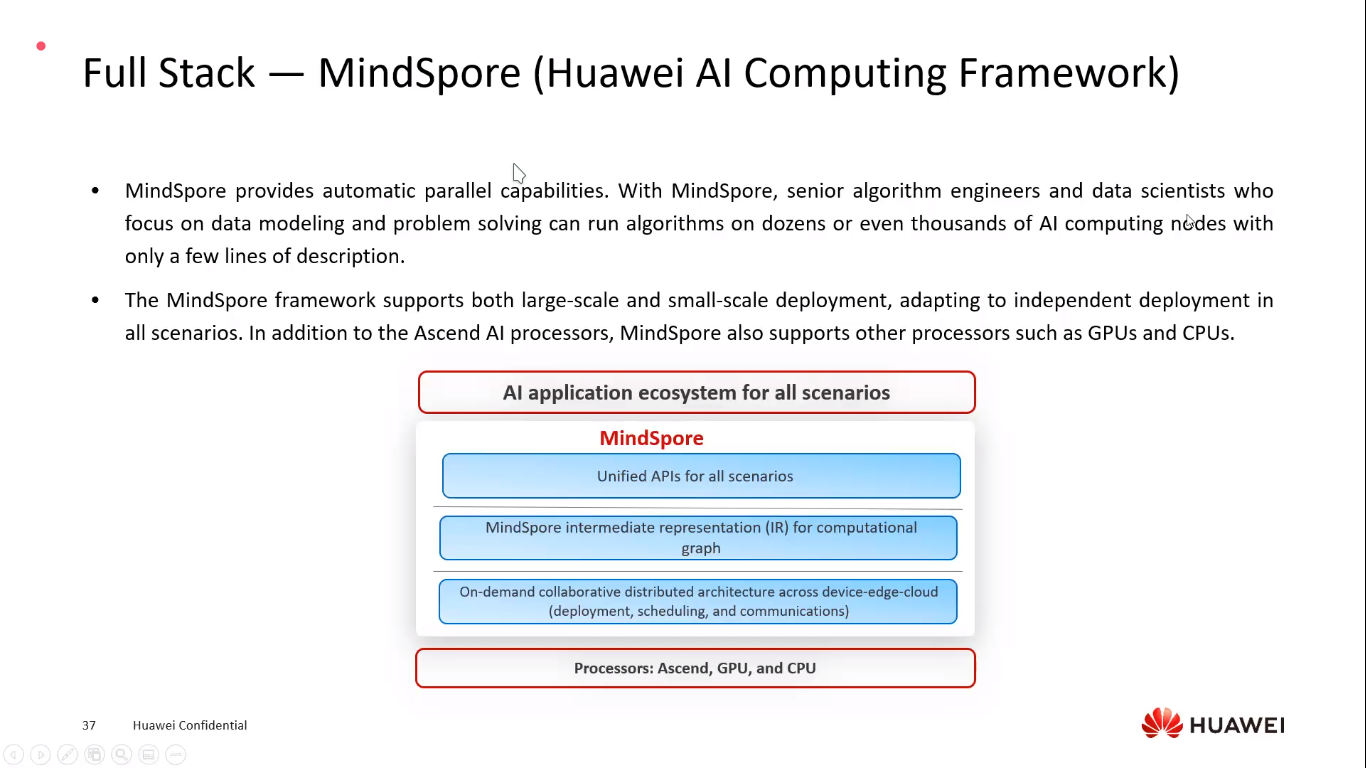 Full Stack — MindSpore (Huawei AI Computing Framework)
• MindSpore provides automatic parallel capabilities. With MindSpore, senior algorithm engineers and data scientists who
focus on data modeling and problem solving can run algorithms on dozens or even thousands of AI computing nodes with
only a few lines of description.
• The MindSpore framework supports both large-scale and small-scale deployment, adapting to independent deployment in
all scenarios. In addition to the Ascend AI processors, MindSpore also supports other processors such as GPUs and CPUs.
AI application ecosystem for all scenarios
MindSpore
Unified APIs for all scenarios
MindSpore intermediate representation (IR) for computational
graph
On-demand collaborative distributed architecture across device-edge-cloud
(deployment, scheduling, and communications)
Processors: Ascend, GPU, and CPU
37 Huawei Confidential
HUAWEI